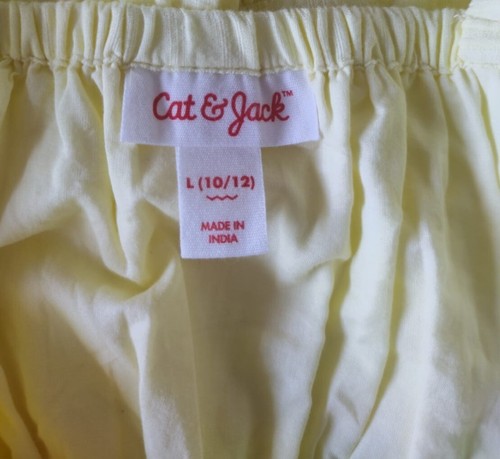 Cat & Jack™
L (10/12)
MADE IN
INDIA